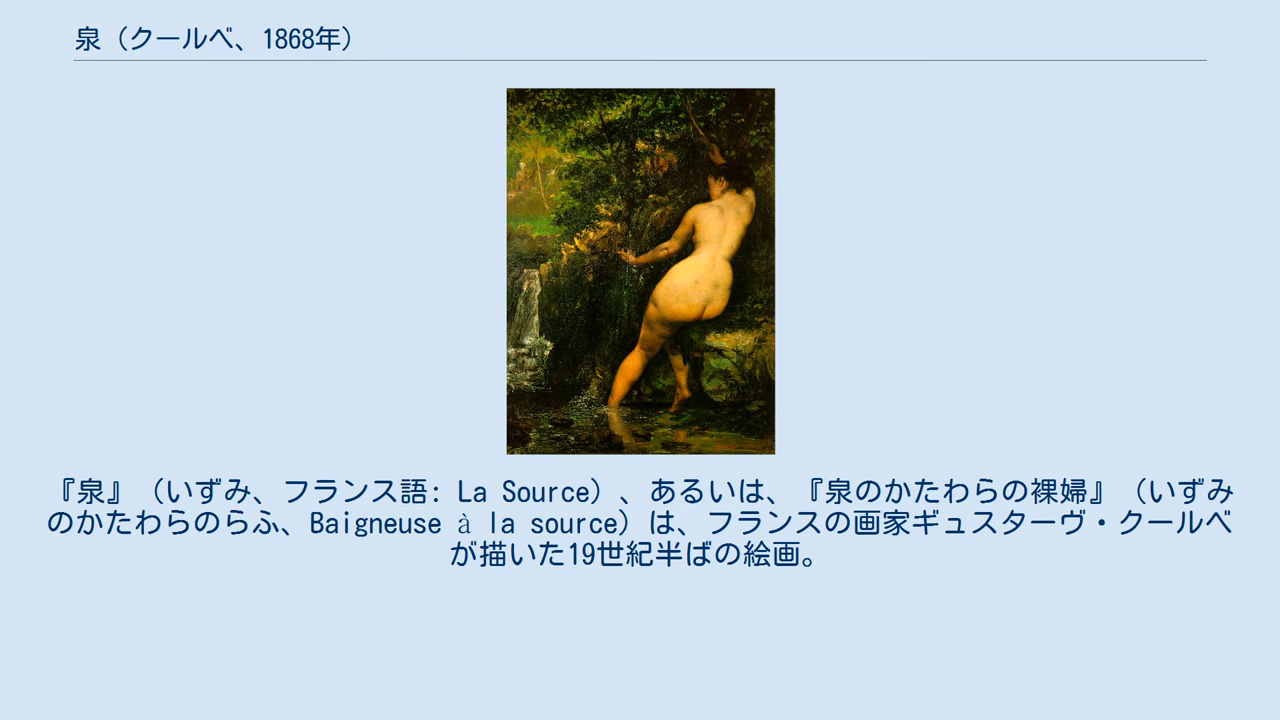 泉（クールベ、1868年）
『泉』（いずみ、フランス語: La Source）、あるいは、『泉のかたわらの裸婦』（いずみ
のかたわらのらふ、Baigneuse à la source）は、フランスの画家ギュスターヴ・クールベ
が描いた19世紀半ばの絵画。